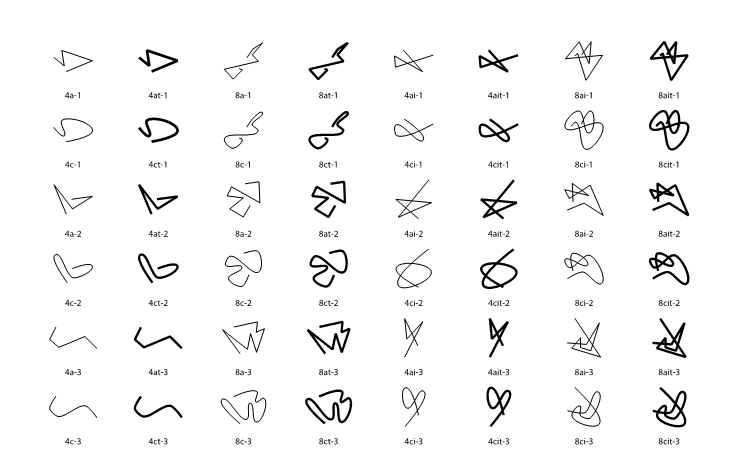 4a-1 4at-1 8a-1 8at-1 4ai-1 4ait-1 8ai-1 8ait-1
4c-1 4ct-1 8c-1 8ct-1 4ci-1 4cit-1 8ci-1 8cit-1
4a-2 4at-2 8a-2 8at-2 4ai-2 4ait-2 8ai-2 8ait-2
4c-2 4ct-2 8c-2 8ct-2 4ci-2 4cit-2 8ci-2 8cit-2
4a-3 4at-3 8a-3 8at-3 4ai-3 4ait-3 8ai-3 8ait-3
4c-3 4ct-3 8c-3 8ct-3 4ci-3 4cit-3 8ci-3 8cit-3